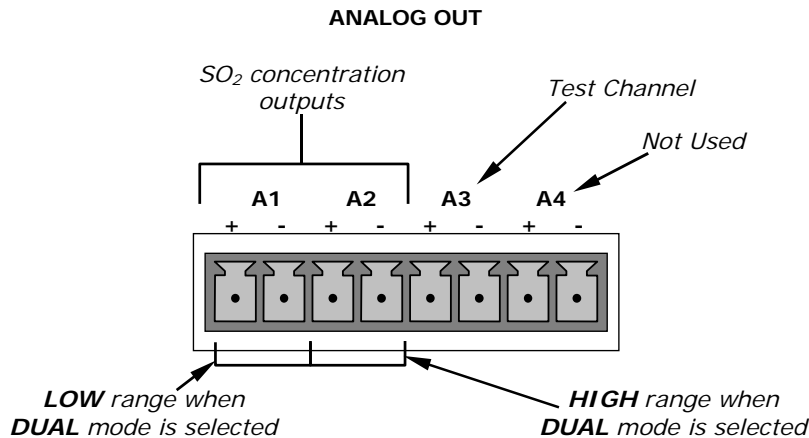 ANALOG OUT
SO₂ concentration
outputs
Test Channel
Not Used
A1 A2 A3 A4
+ - + - + - + -
LOW range when
DUAL mode is selected
HIGH range when
DUAL mode is selected